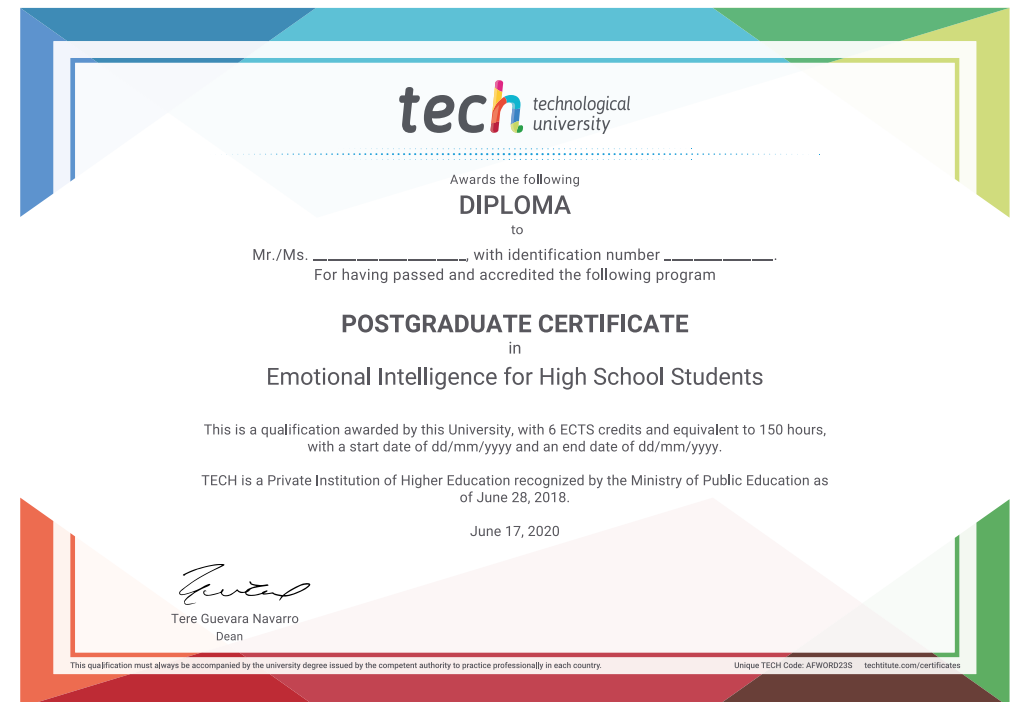 tech technological
university
Awards the following
DIPLOMA
to
Mr./Ms. _________________, with identification number ____________.
For having passed and accredited the following program
POSTGRADUATE CERTIFICATE
in
Emotional Intelligence for High School Students
This is a qualification awarded by this University, with 6 ECTS credits and equivalent to 150 hours,
with a start date of dd/mm/yyyy and an end date of dd/mm/yyyy.
TECH is a Private Institution of Higher Education recognized by the Ministry of Public Education as
of June 28, 2018.
June 17, 2020
Tere Guevara Navarro
Dean
This qualification must always be accompanied by the university degree issued by the competent authority to practice professionally in each country.
Unique TECH Code: AFWORD23S techtitute.com/certificates